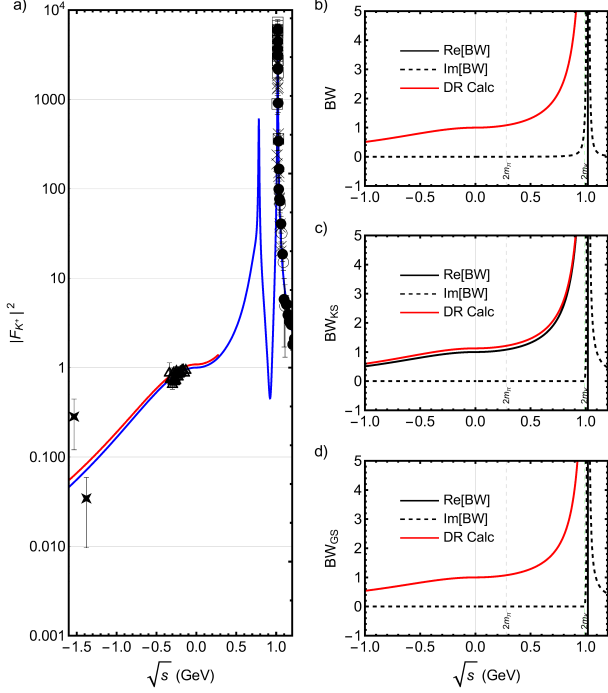 a)
10^4
1000
100
10
1
0.100
0.010
0.001
|F_{K^+}|^2
−1.5 −1.0 −0.5 0.0 0.5 1.0
√s (GeV)
b)
5
4
3
2
1
0
−1
BW
Re[BW]
Im[BW]
DR Calc
2m_π
2m_K
−1.0 −0.5 0.0 0.5 1.0
c)
5
4
3
2
1
0
−1
BW_{KS}
Re[BW]
Im[BW]
DR Calc
2m_π
2m_K
−1.0 −0.5 0.0 0.5 1.0
d)
5
4
3
2
1
0
−1
BW_{GS}
Re[BW]
Im[BW]
DR Calc
2m_π
2m_K
−1.0 −0.5 0.0 0.5 1.0
√s (GeV)